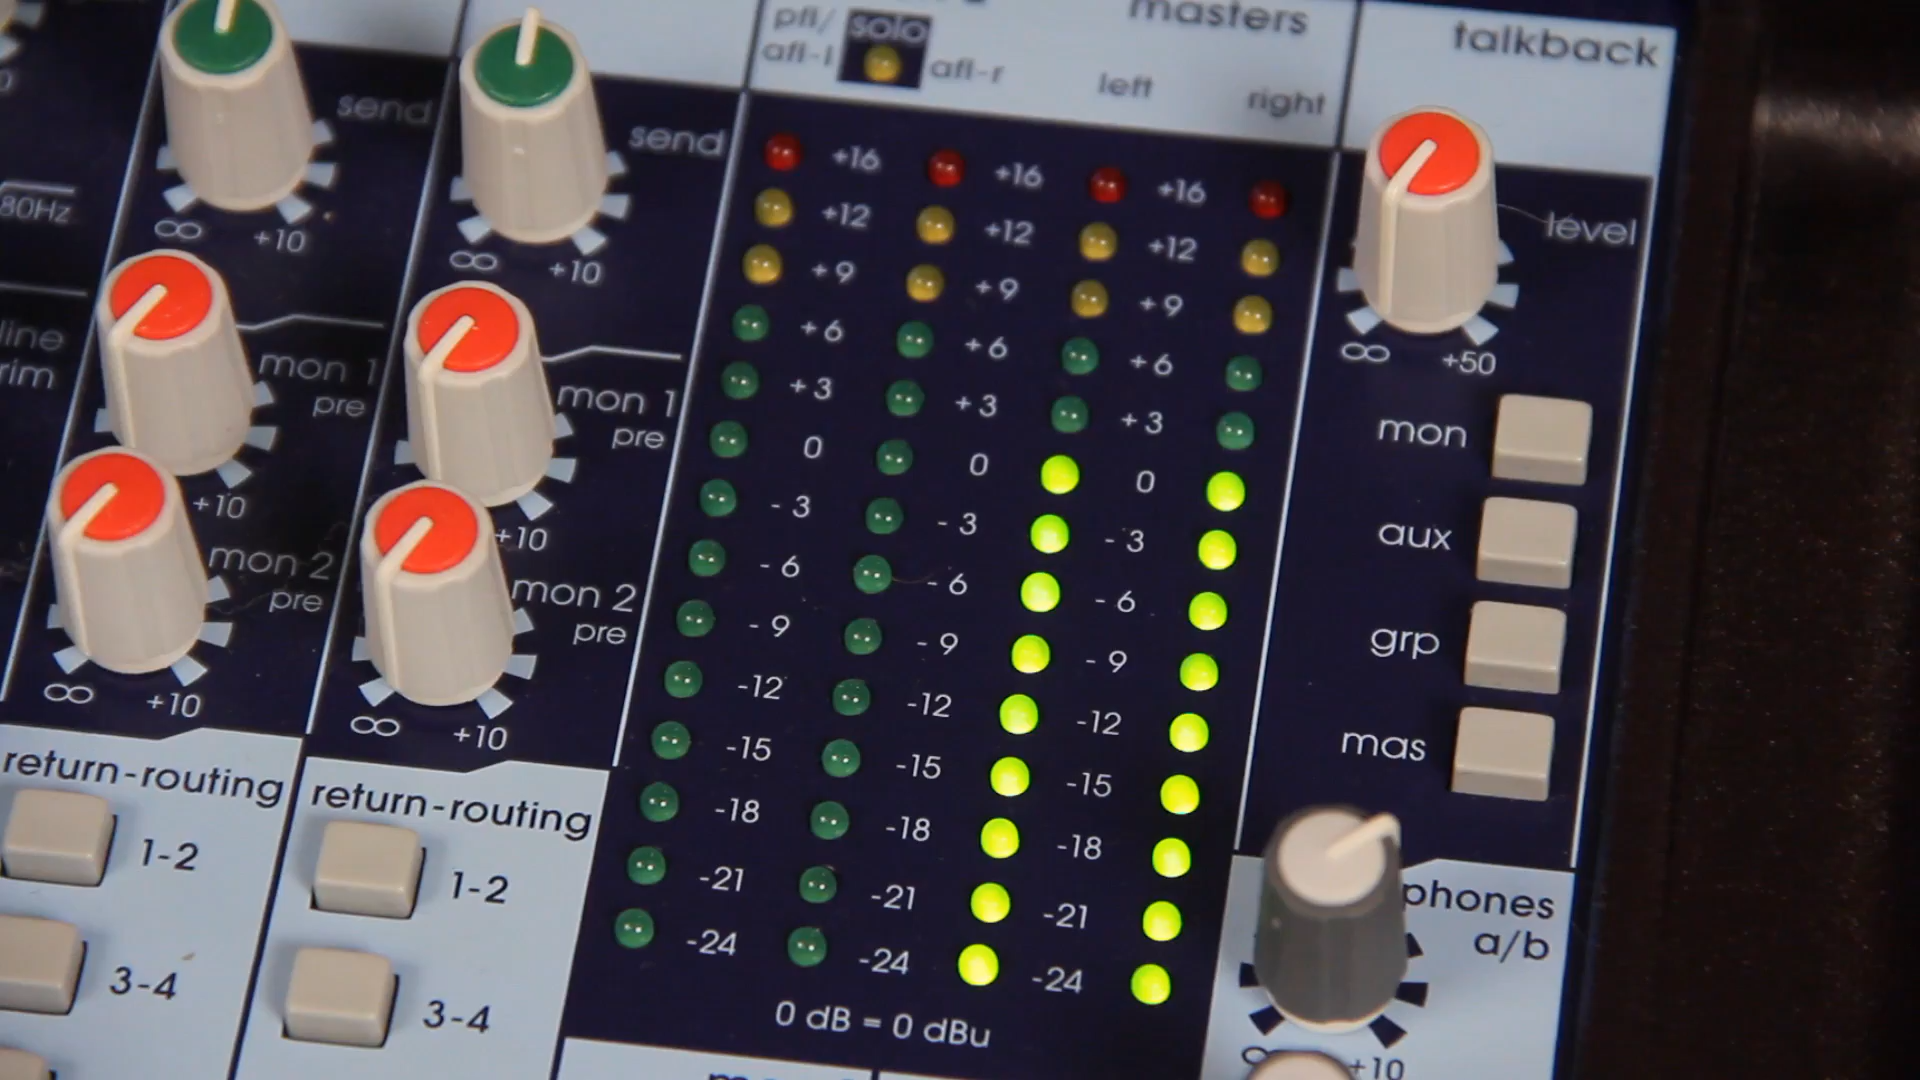 send
∞ +10
80Hz
mon 1
pre
+10
mon 2
pre
∞ +10
return-routing
1-2
3-4
send
∞ +10
mon 1
pre
+10
mon 2
pre
∞ +10
return-routing
1-2
3-4
pfl/ solo
afl-l afl-r
masters
left right
+16 +16 +16
+12 +12 +12
+9 +9 +9
+6 +6 +6
+3 +3 +3
0 0 0
-3 -3 -3
-6 -6 -6
-9 -9 -9
-12 -12 -12
-15 -15 -15
-18 -18 -18
-21 -21 -21
-24 -24 -24
0 dB = 0 dBu
talkback
level
∞ +50
mon
aux
grp
mas
phones
a/b
+10